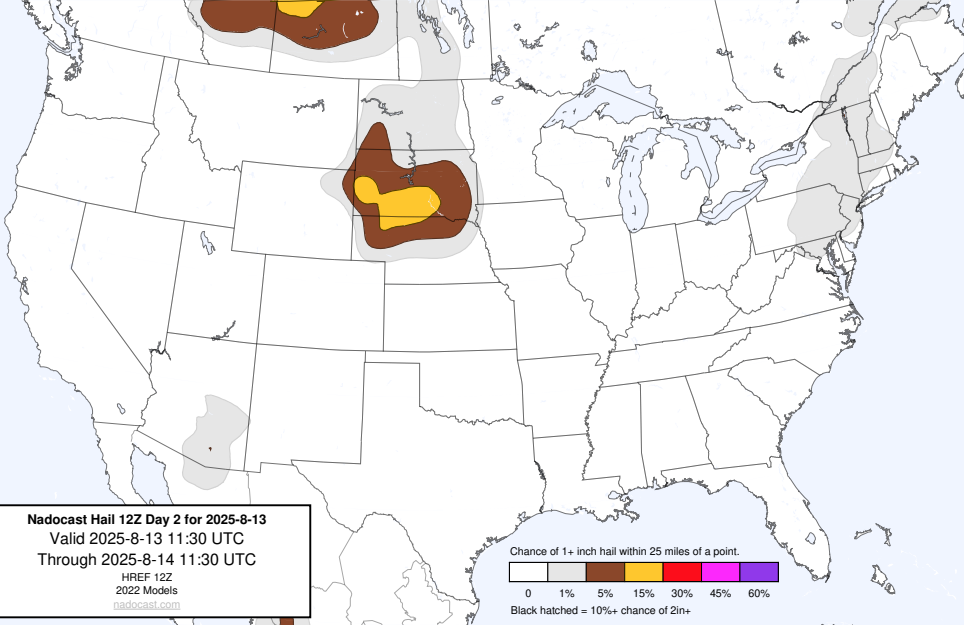 Nadocast Hail 12Z Day 2 for 2025-8-13
Valid 2025-8-13 11:30 UTC
Through 2025-8-14 11:30 UTC
HREF 12Z
2022 Models
nadocast.com
Chance of 1+ inch hail within 25 miles of a point.
0 1% 5% 15% 30% 45% 60%
Black hatched = 10%+ chance of 2in+